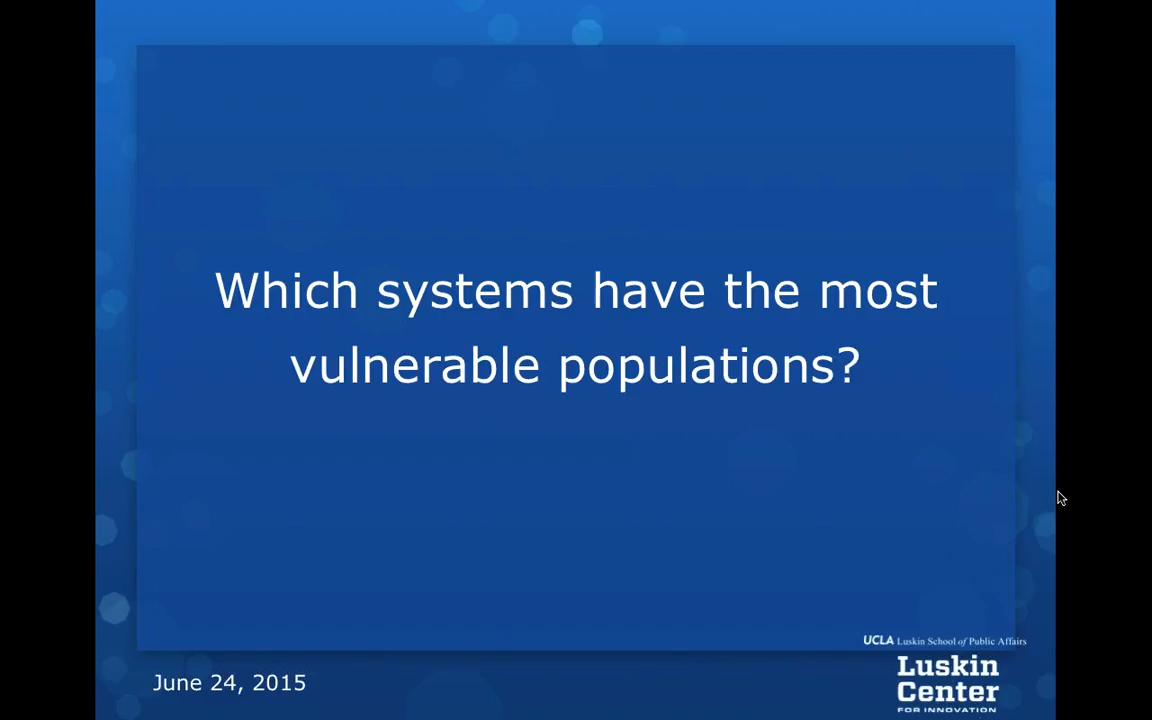 Which systems have the most
vulnerable populations?
UCLA Luskin School of Public Affairs
Luskin
Center
FOR INNOVATION
June 24, 2015